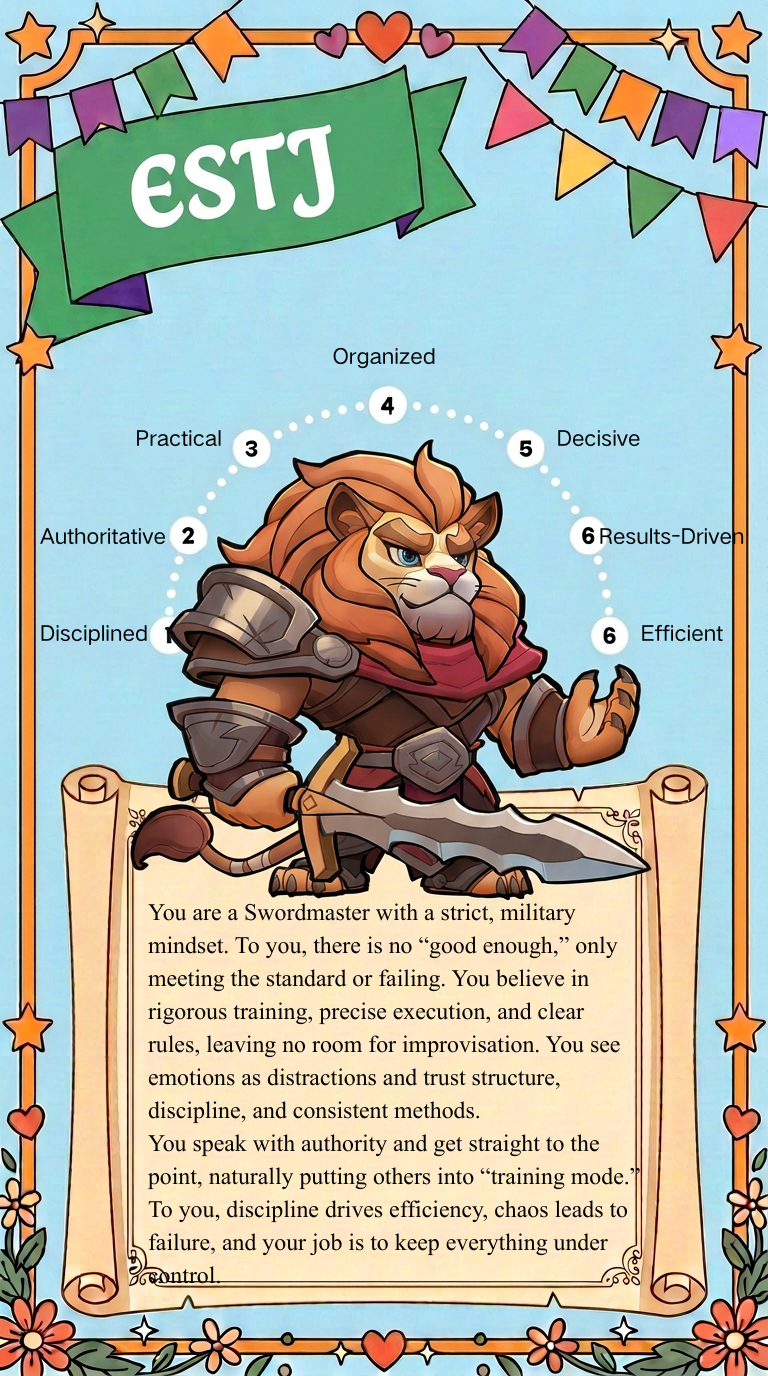 ESTJ
Organized
4
Practical 3
5 Decisive
Authoritative 2
6 Results-Driven
Disciplined 1
6 Efficient
You are a Swordmaster with a strict, military
mindset. To you, there is no “good enough,” only
meeting the standard or failing. You believe in
rigorous training, precise execution, and clear
rules, leaving no room for improvisation. You see
emotions as distractions and trust structure,
discipline, and consistent methods.
You speak with authority and get straight to the
point, naturally putting others into “training mode.”
To you, discipline drives efficiency, chaos leads to
failure, and your job is to keep everything under
control.